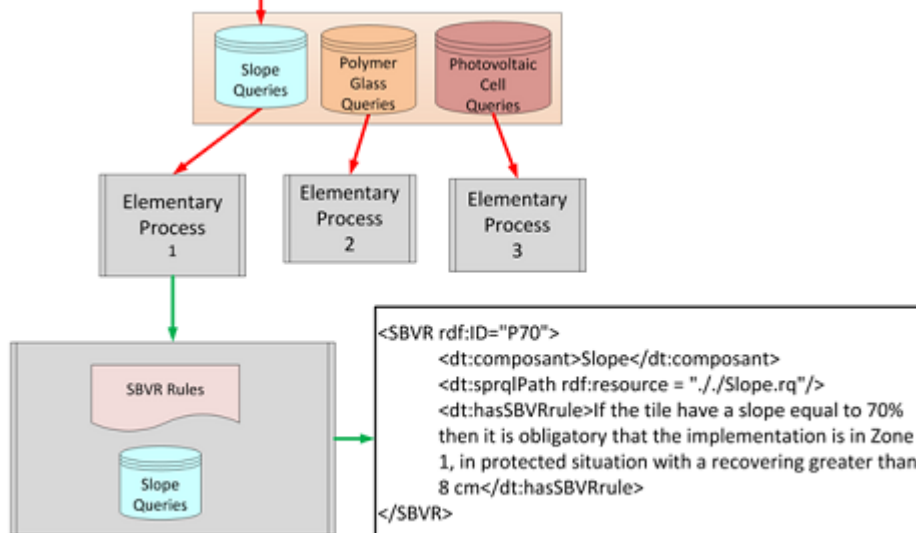 Slope
Queries
Polymer
Glass
Queries
Photovoltaic
Cell
Queries
Elementary
Process
1
Elementary
Process
2
Elementary
Process
3
SBVR Rules
Slope
Queries
<SBVR rdf:ID="P70">
<dt:composant>Slope</dt:composant>
<dt:sprqlPath rdf:resource = "././Slope.rq"/>
<dt:hasSBVRrule>If the tile have a slope equal to 70%
then it is obligatory that the implementation is in Zone
1, in protected situation with a recovering greater than
8 cm</dt:hasSBVRrule>
</SBVR>